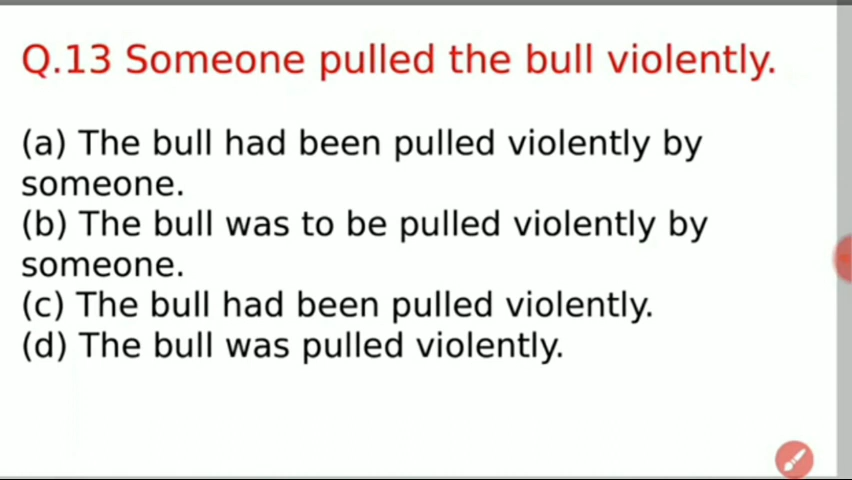 Q.13 Someone pulled the bull violently.
(a) The bull had been pulled violently by
someone.
(b) The bull was to be pulled violently by
someone.
(c) The bull had been pulled violently.
(d) The bull was pulled violently.